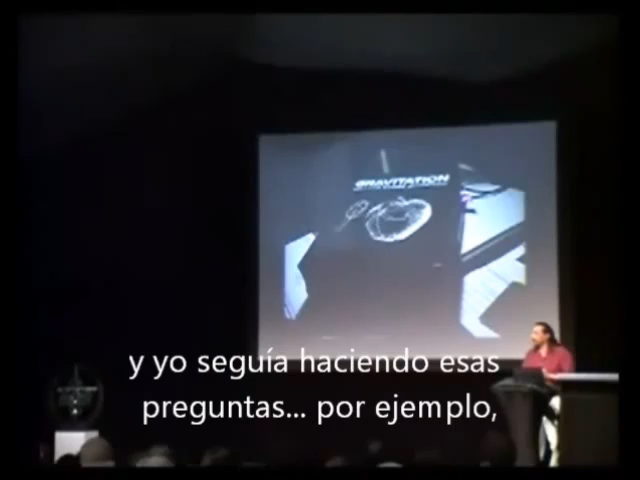 GRAVITATION
y yo seguía haciendo esas
preguntas... por ejemplo,